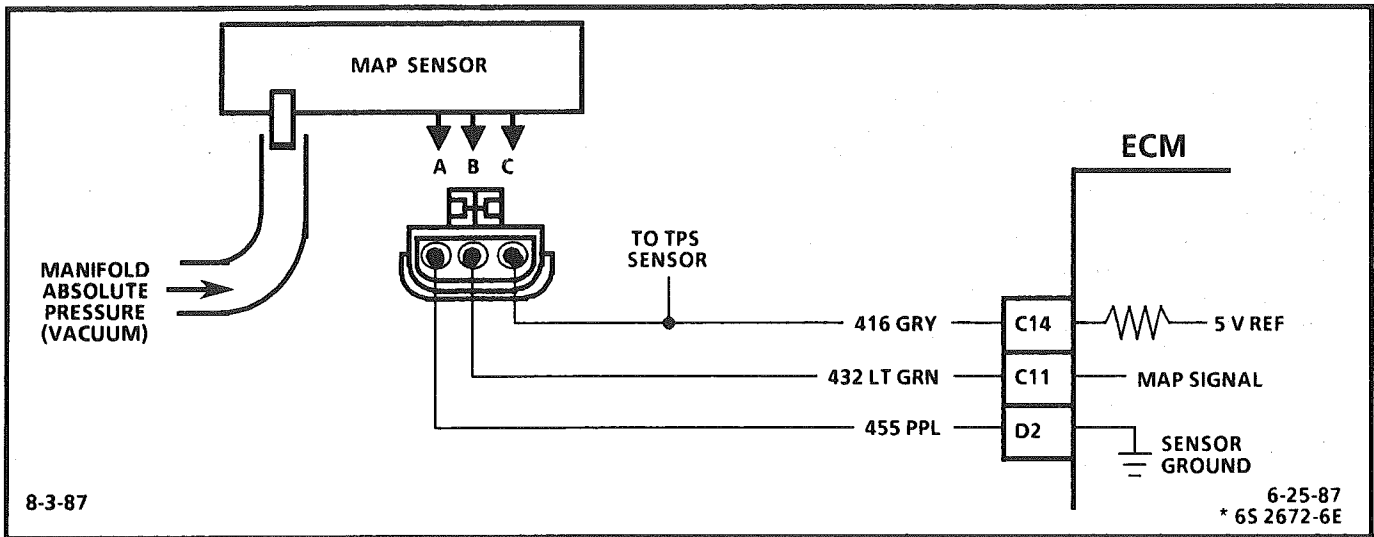 MAP SENSOR
A B C
ECM
TO TPS
SENSOR
MANIFOLD
ABSOLUTE
PRESSURE
(VACUUM)
416 GRY C14 5 V REF
432 LT GRN C11 MAP SIGNAL
455 PPL D2
SENSOR
GROUND
8-3-87
6-25-87
* 6S 2672-6E